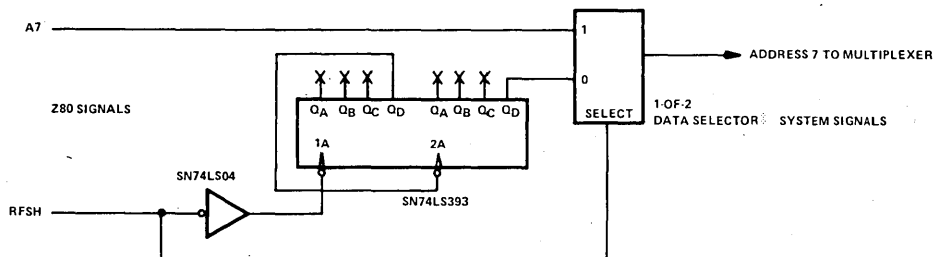 A7
1
ADDRESS 7 TO MULTIPLEXER
X X X X X X
0
QA QB QC QD QA QB QC QD
Z80 SIGNALS
SELECT
1-OF-2
DATA SELECTOR SYSTEM SIGNALS
1A 2A
SN74LS04
SN74LS393
RFSH